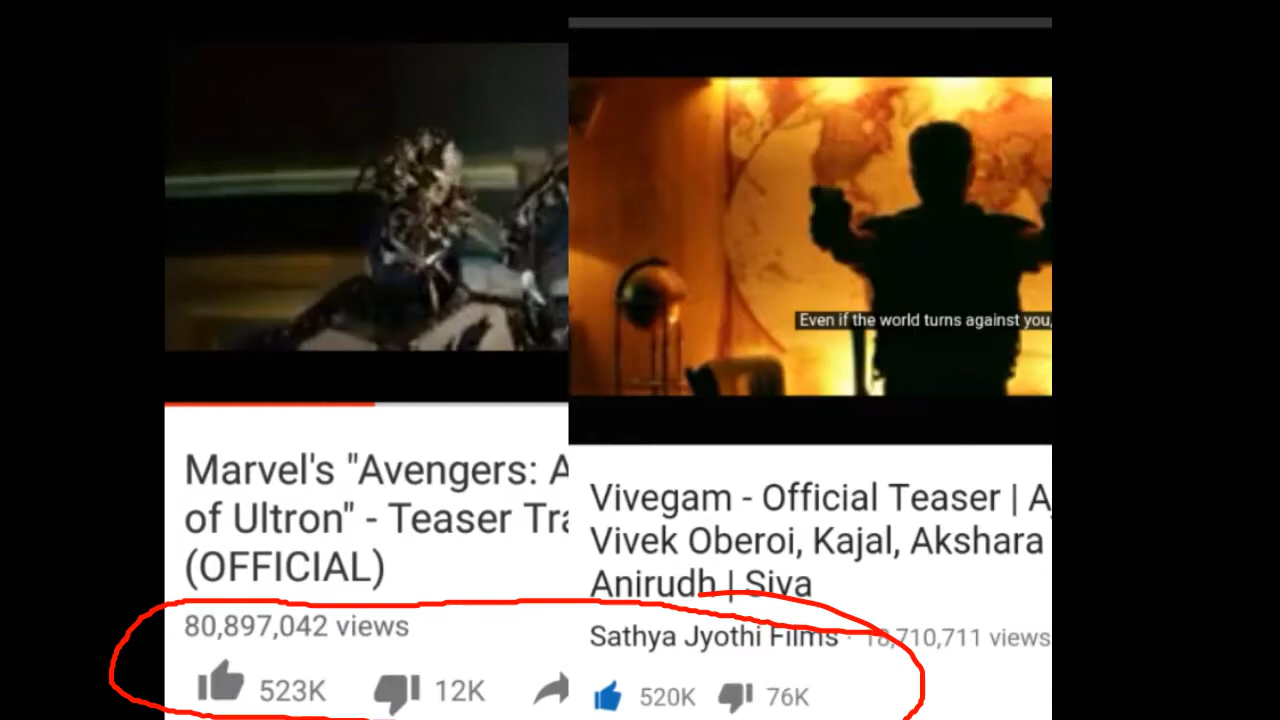 Even if the world turns against you,
Marvel's "Avengers: A
of Ultron" - Teaser Tra
(OFFICIAL)
80,897,042 views
523K 12K
Vivegam - Official Teaser | A
Vivek Oberoi, Kajal, Akshara
Anirudh | Siva
Sathya Jyothi Films · 18,710,711 views
520K 76K